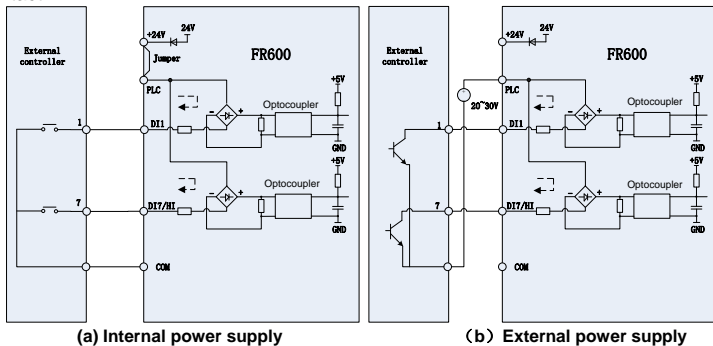 +24V
24V
Jumper
External
controller
FR600
PLC
+5V
Optocoupler
1
DI1
GND
+5V
Optocoupler
7
DI7/HI
GND
COM
(a) Internal power supply
+24V
24V
External
controller
FR600
PLC
20~30V
+5V
Optocoupler
1
DI1
GND
+5V
Optocoupler
7
DI7/HI
GND
COM
（b）External power supply